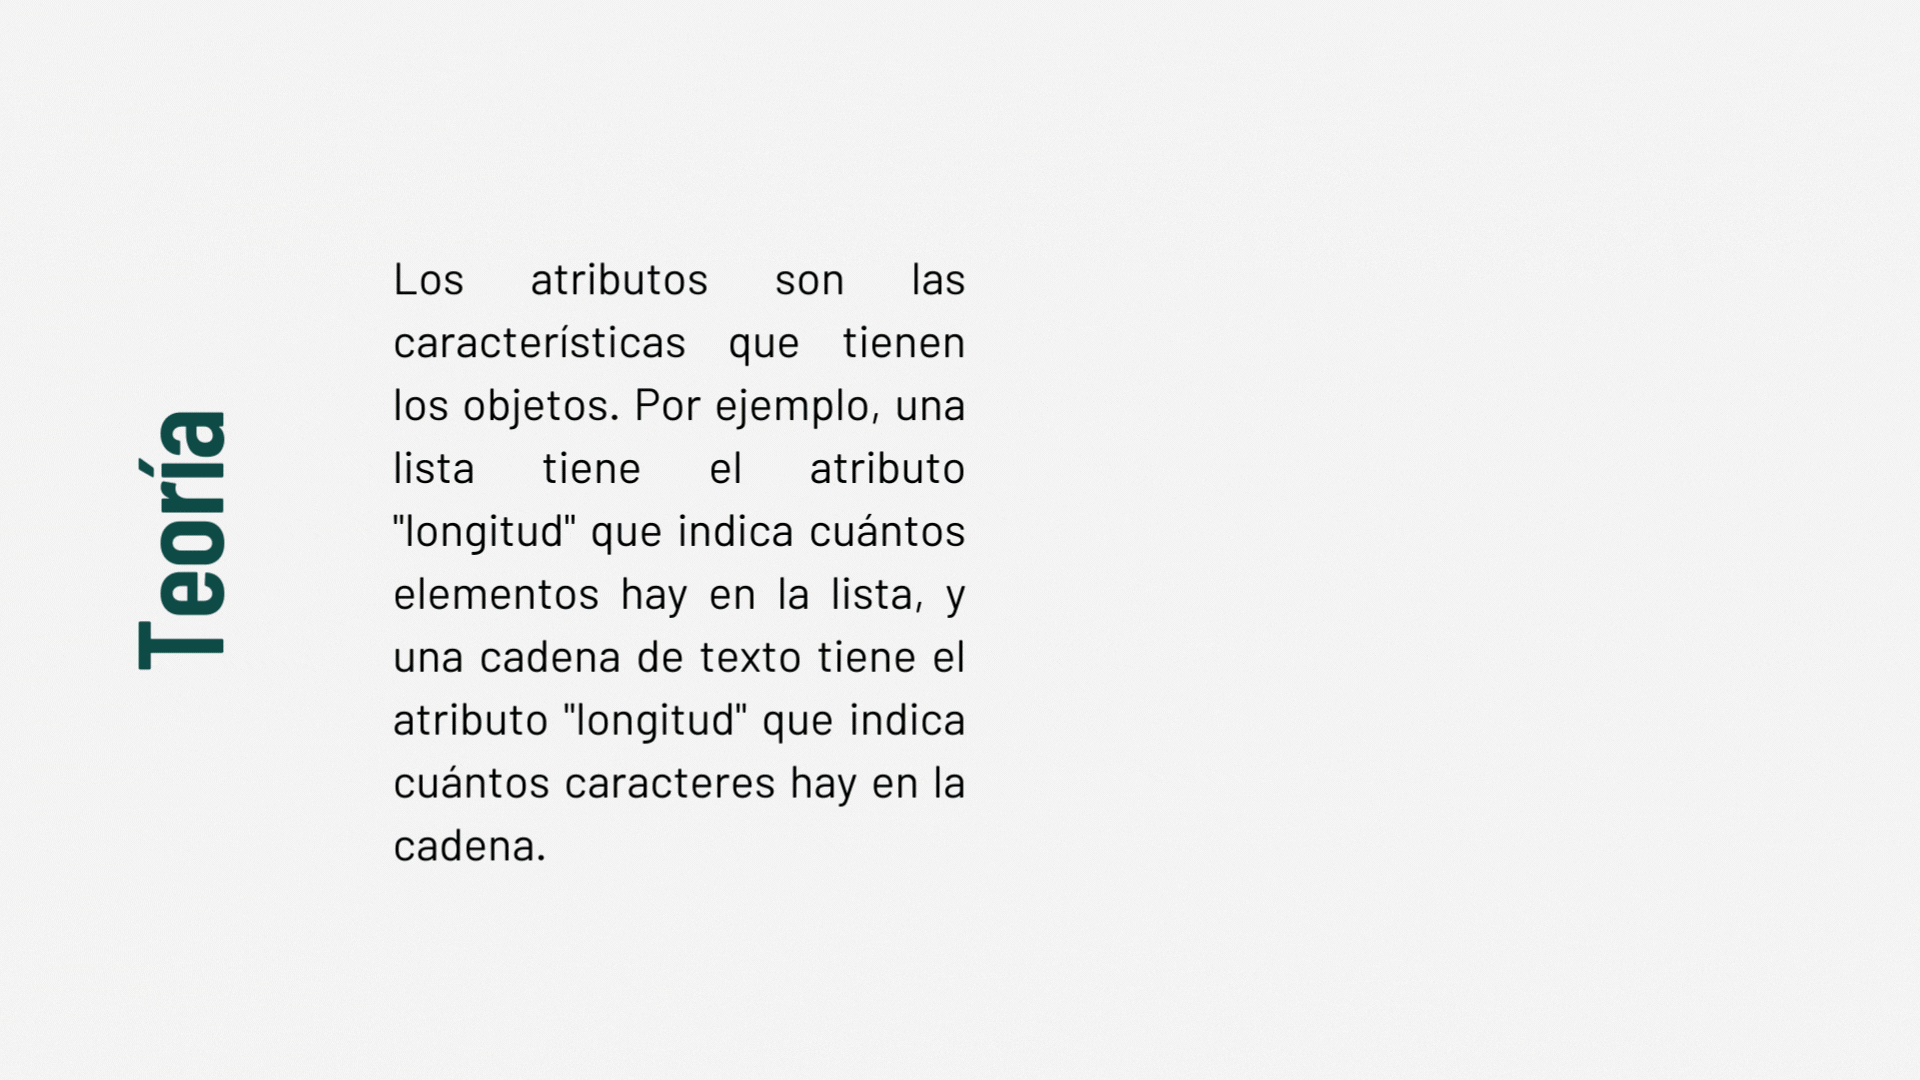 Teoría
Los atributos son las
características que tienen
los objetos. Por ejemplo, una
lista tiene el atributo
"longitud" que indica cuántos
elementos hay en la lista, y
una cadena de texto tiene el
atributo "longitud" que indica
cuántos caracteres hay en la
cadena.